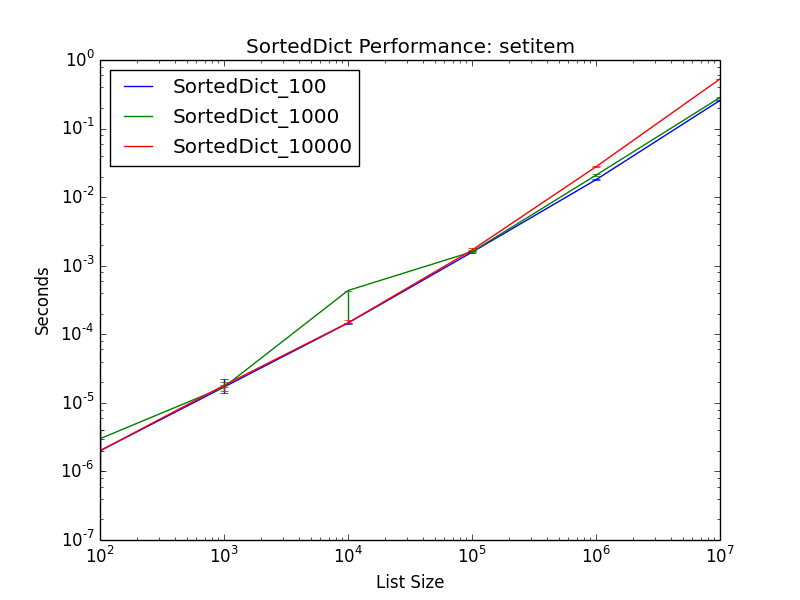 SortedDict Performance: setitem
10^0
SortedDict_100
SortedDict_1000
SortedDict_10000
10^-1
10^-2
10^-3
10^-4
10^-5
10^-6
10^-7
Seconds
10^2 10^3 10^4 10^5 10^6 10^7
List Size